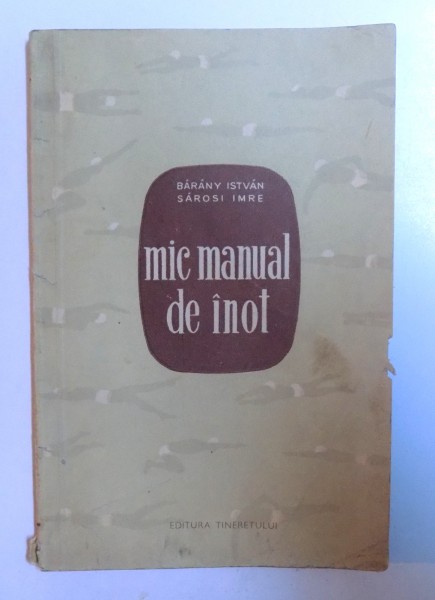 BÁRÁNY ISTVÁN
SÁROSI IMRE
mic manual
de înot
EDITURA TINERETULUI